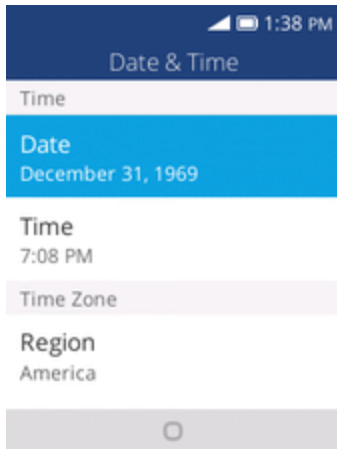 1:38 PM
Date & Time
Time
Date
December 31, 1969
Time
7:08 PM
Time Zone
Region
America